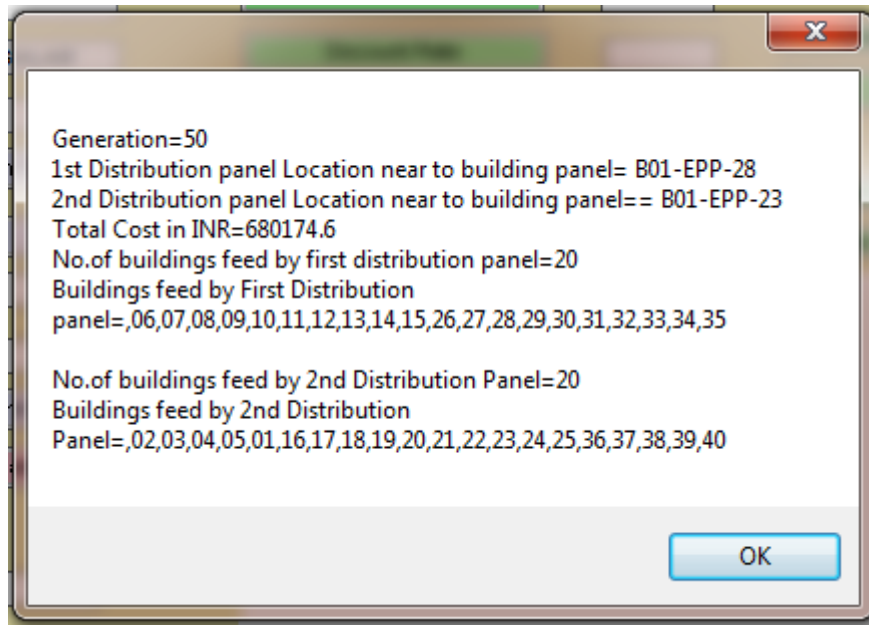 Generation=50
1st Distribution panel Location near to building panel= B01-EPP-28
2nd Distribution panel Location near to building panel== B01-EPP-23
Total Cost in INR=680174.6
No.of buildings feed by first distribution panel=20
Buildings feed by First Distribution
panel=,06,07,08,09,10,11,12,13,14,15,26,27,28,29,30,31,32,33,34,35
No.of buildings feed by 2nd Distribution Panel=20
Buildings feed by 2nd Distribution
Panel=,02,03,04,05,01,16,17,18,19,20,21,22,23,24,25,36,37,38,39,40
OK